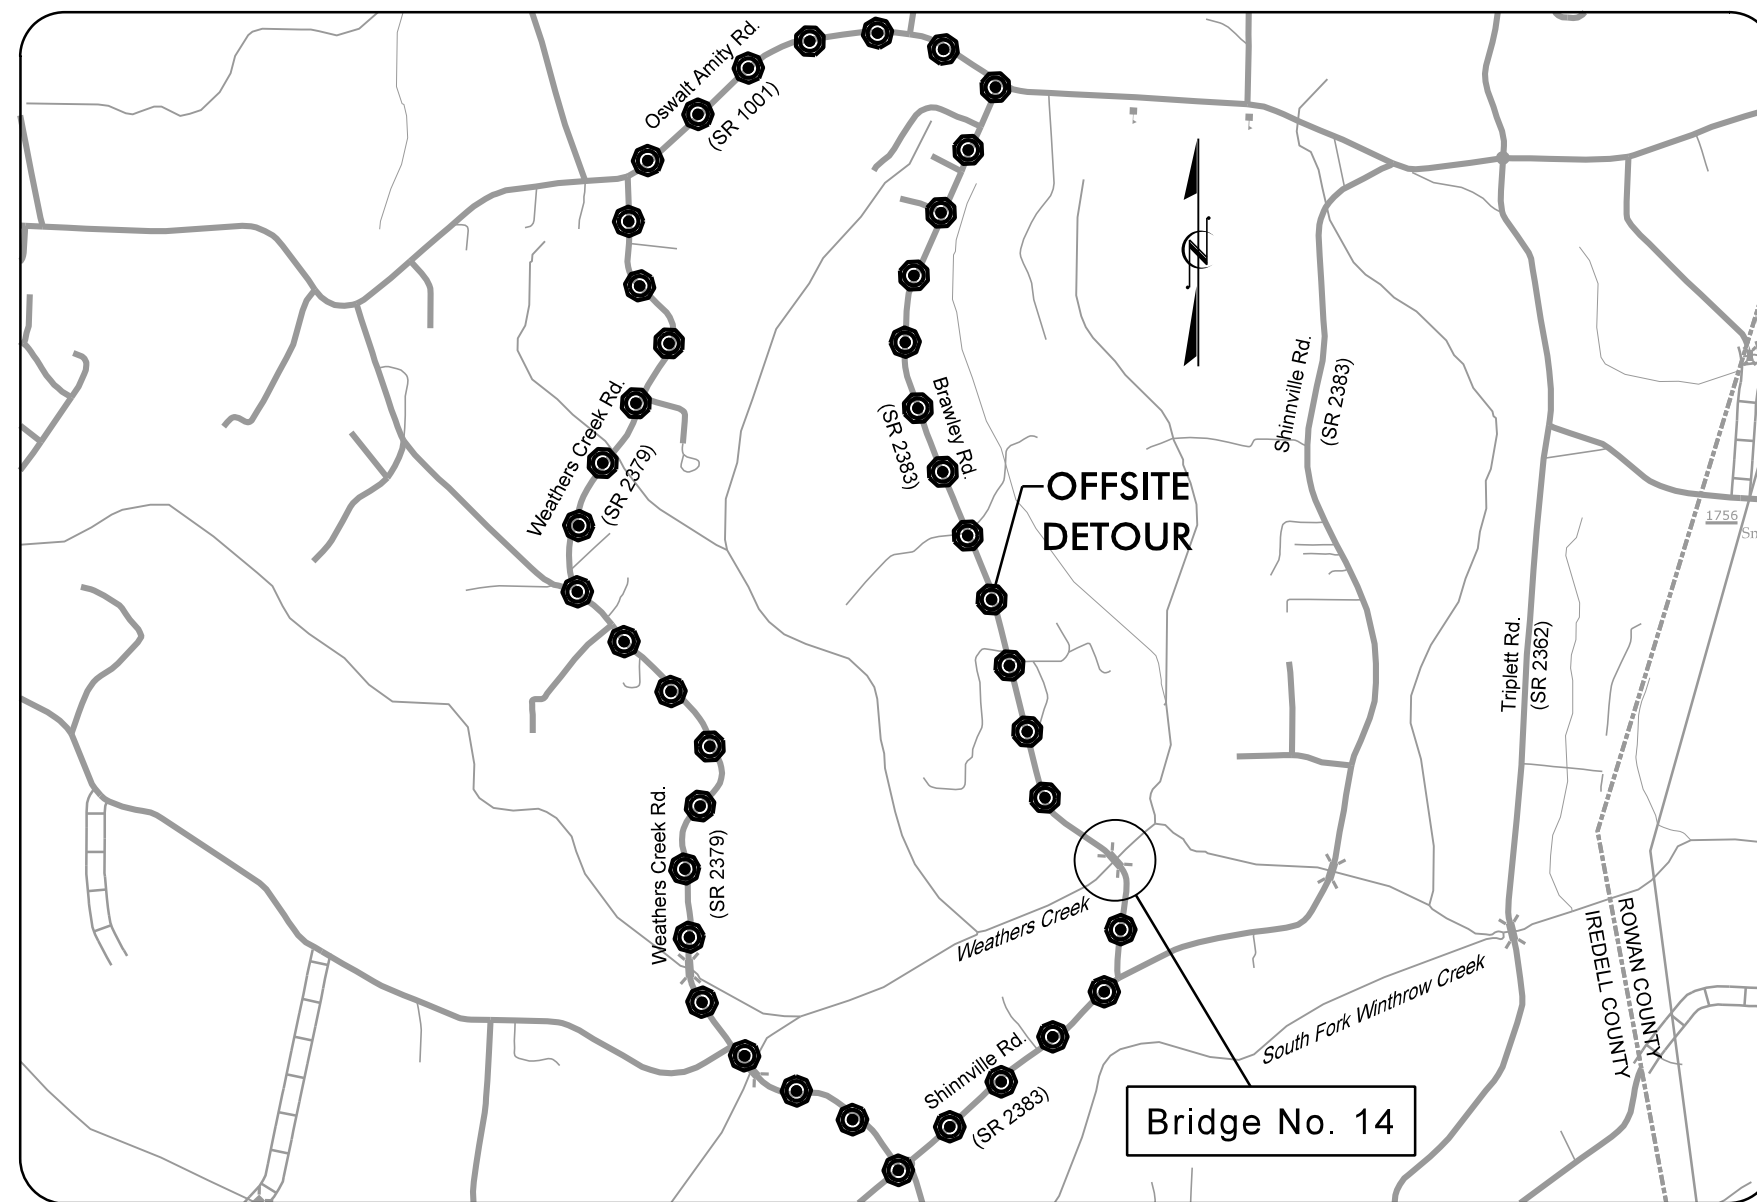 Oswalt Amity Rd.
(SR 1001)
Weathers Creek Rd.
(SR 2379)
Brawley Rd.
(SR 2383)
Shinnville Rd.
(SR 2383)
OFFSITE
DETOUR
1756
Triplett Rd.
(SR 2362)
Weathers Creek Rd.
(SR 2379)
Weathers Creek
South Fork Winthrow Creek
ROWAN COUNTY
IREDELL COUNTY
Shinnville Rd.
(SR 2383)
Bridge No. 14
N